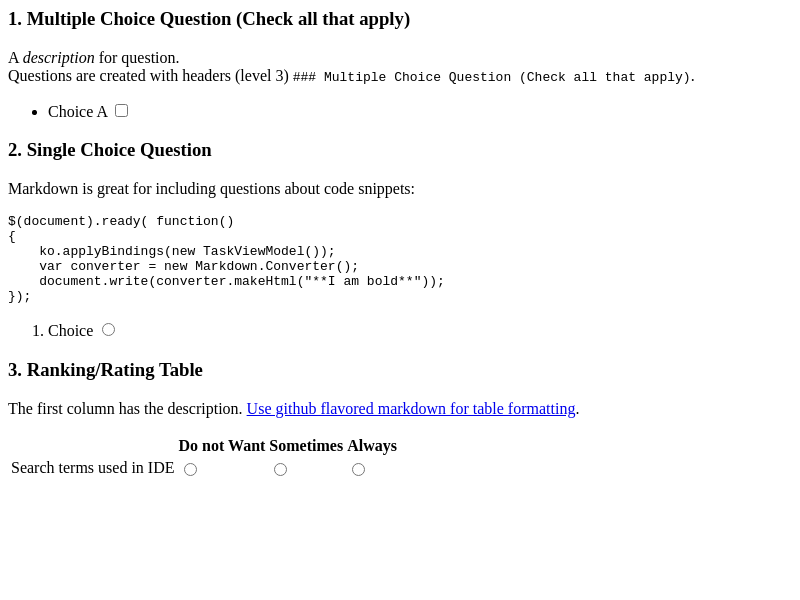 1. Multiple Choice Question (Check all that apply)
A description for question.
Questions are created with headers (level 3) ### Multiple Choice Question (Check all that apply).
• Choice A
2. Single Choice Question
Markdown is great for including questions about code snippets:
$(document).ready( function()
{
    ko.applyBindings(new TaskViewModel());
    var converter = new Markdown.Converter();
    document.write(converter.makeHtml("**I am bold**"));
});
1. Choice
3. Ranking/Rating Table
The first column has the description. Use github flavored markdown for table formatting.
Do not Want Sometimes Always
Search terms used in IDE